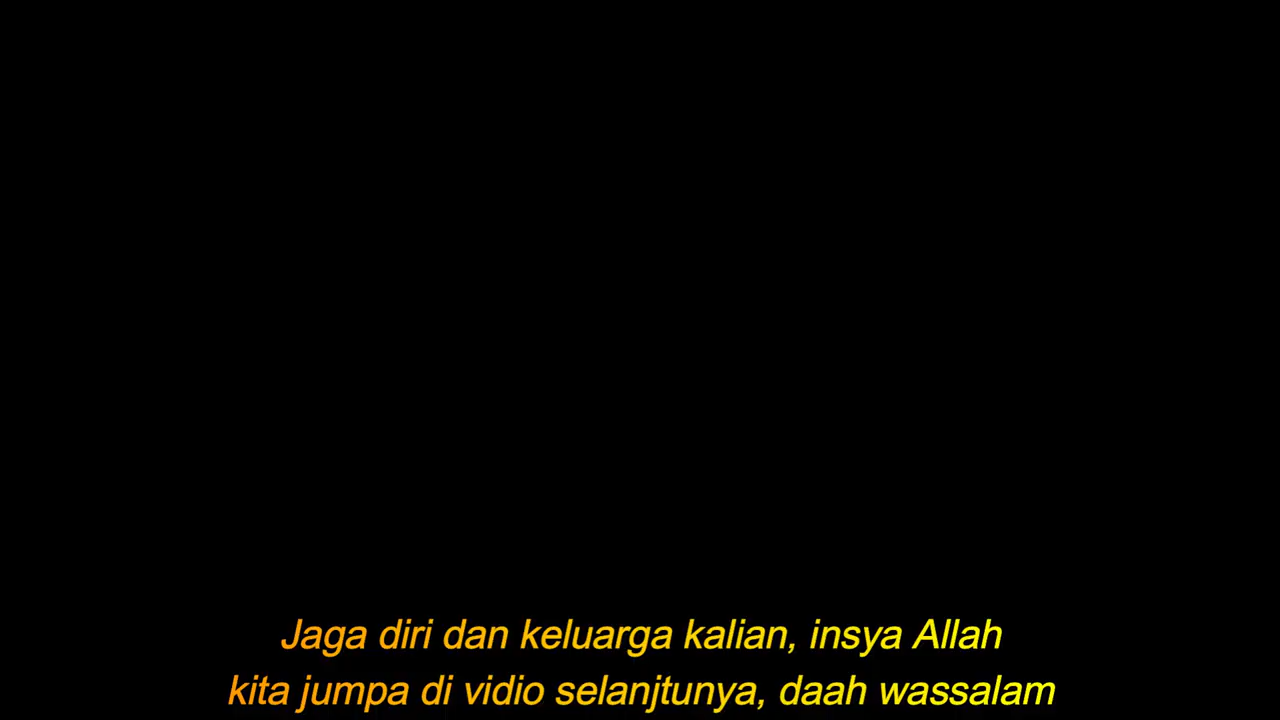 Jaga diri dan keluarga kalian, insya Allah
kita jumpa di vidio selanjtunya, daah wassalam